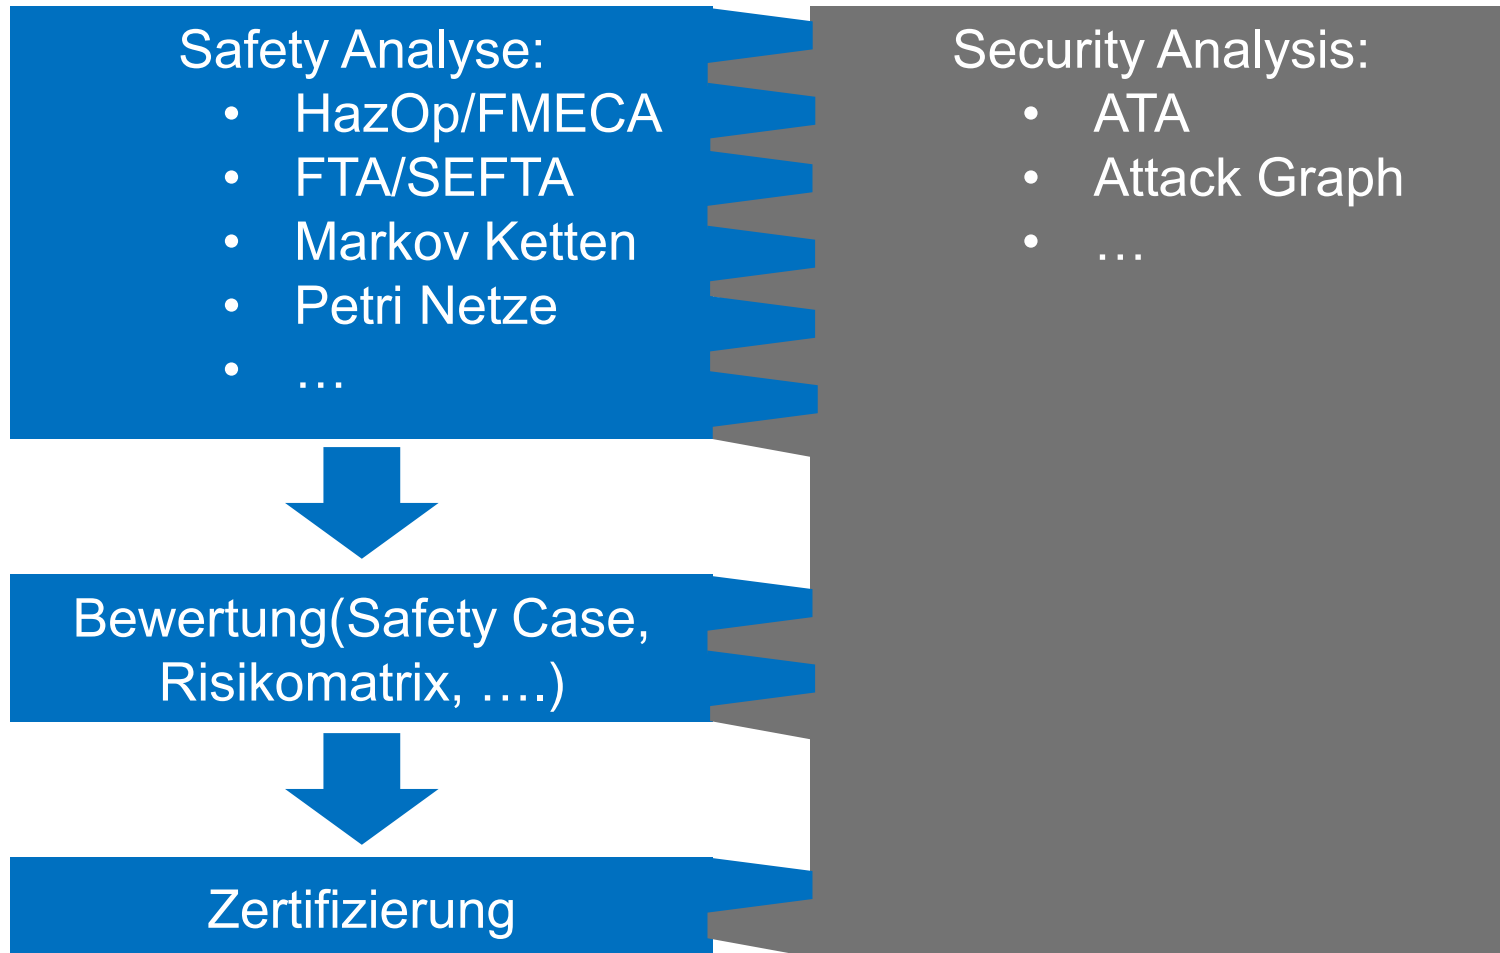 Safety Analyse:
• HazOp/FMECA
• FTA/SEFTA
• Markov Ketten
• Petri Netze
• …
Security Analysis:
• ATA
• Attack Graph
• …
Bewertung(Safety Case,
Risikomatrix, ….)
Zertifizierung